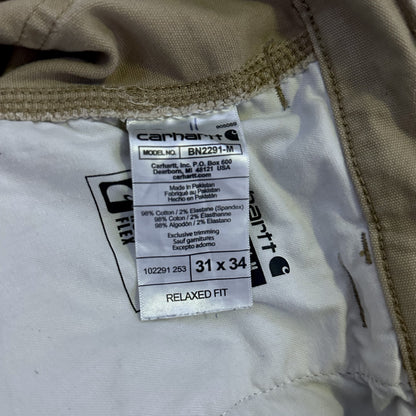 carhartt
MODEL NO. BN2291-M
Carhartt, Inc. P.O. Box 600
Dearborn, MI 48121 USA
carhartt.com
Made in Pakistan
Fabriqué au Pakistan
Hecho en Pakistán
98% Cotton / 2% Elastane (Spandex)
98% Coton / 2% Élasthanne
98% Algodón / 2% Elastano
Exclusive trimming
Sauf garnitures
Excepto adorno
102291 253 31 x 34
RELAXED FIT
FLEX